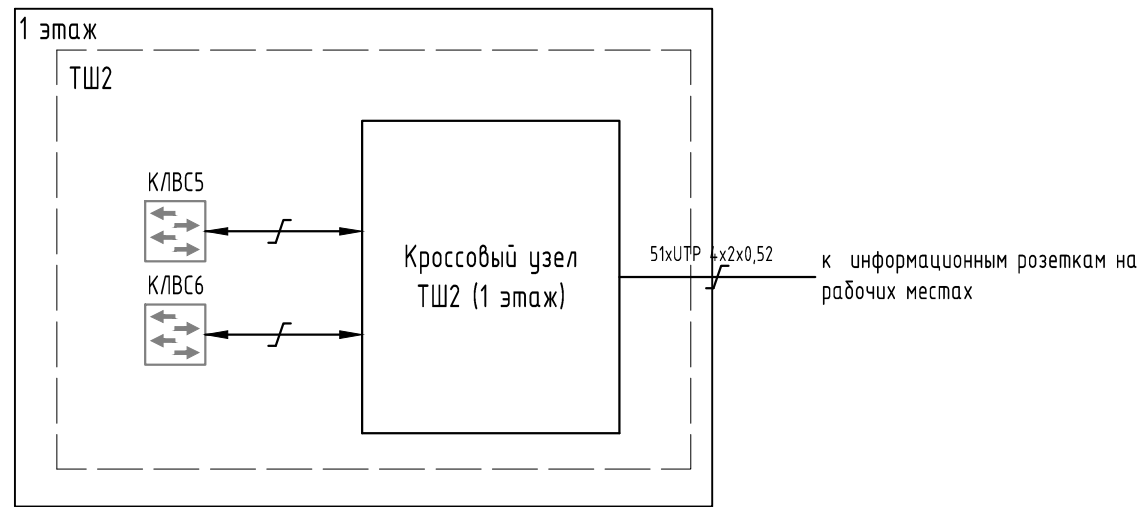 1 этаж
ТШ2
КЛВС5
КЛВС6
Кроссовый узел
ТШ2 (1 этаж)
51xUTP 4x2x0,52
к информационным розеткам на
рабочих местах